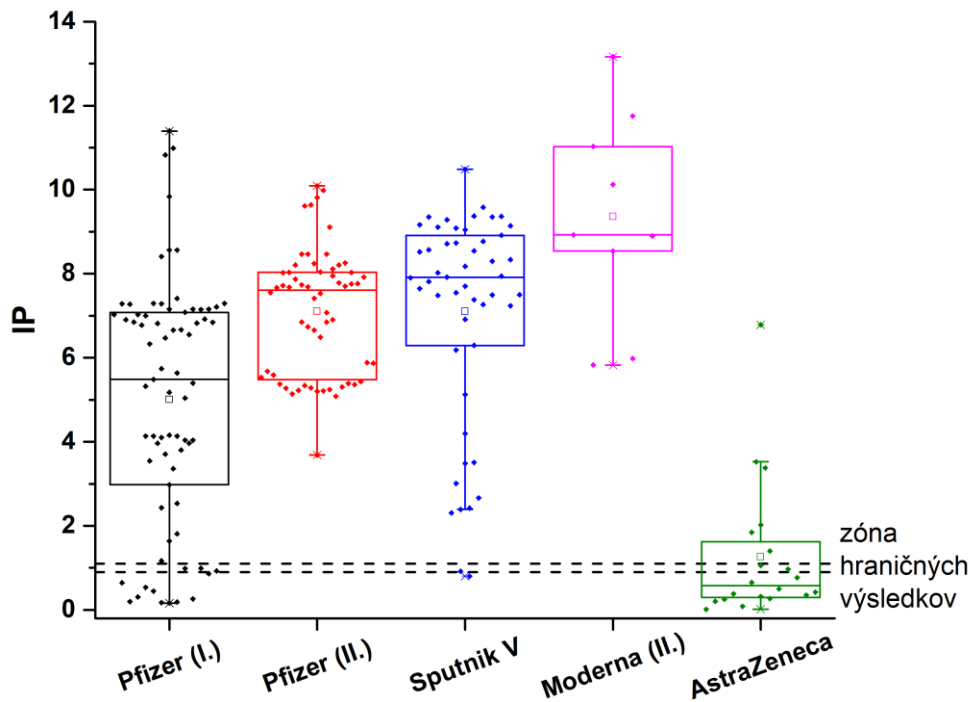 14
12
10
8
6
4
2
0
IP
zóna
hraničných
výsledkov
Pfizer (I.)
Pfizer (II.)
Sputnik V
Moderna (II.)
AstraZeneca